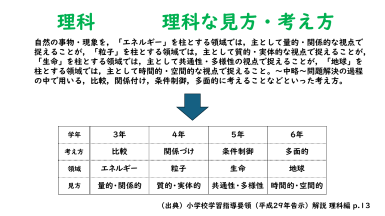 理科　理科な見方・考え方
自然の事物・現象を，「エネルギー」を柱とする領域では，主として量的・関係的な視点で
捉えることが，「粒子」を柱とする領域では，主として質的・実体的な視点で捉えることが，
「生命」を柱とする領域では，主として共通性・多様性の視点で捉えることが，「地球」を
柱とする領域では，主として時間的・空間的な視点で捉えること。～中略～問題解決の過程
の中で用いる，比較，関係付け，条件制御，多面的に考えることなどといった考え方。
学年　3年　4年　5年　6年
考え方　比較　関係づけ　条件制御　多面的
領域　エネルギー　粒子　生命　地球
見方　量的・関係的　質的・実体的　共通性・多様性　時間的・空間的
（出典）小学校学習指導要領（平成29年告示）解説 理科編 p.13